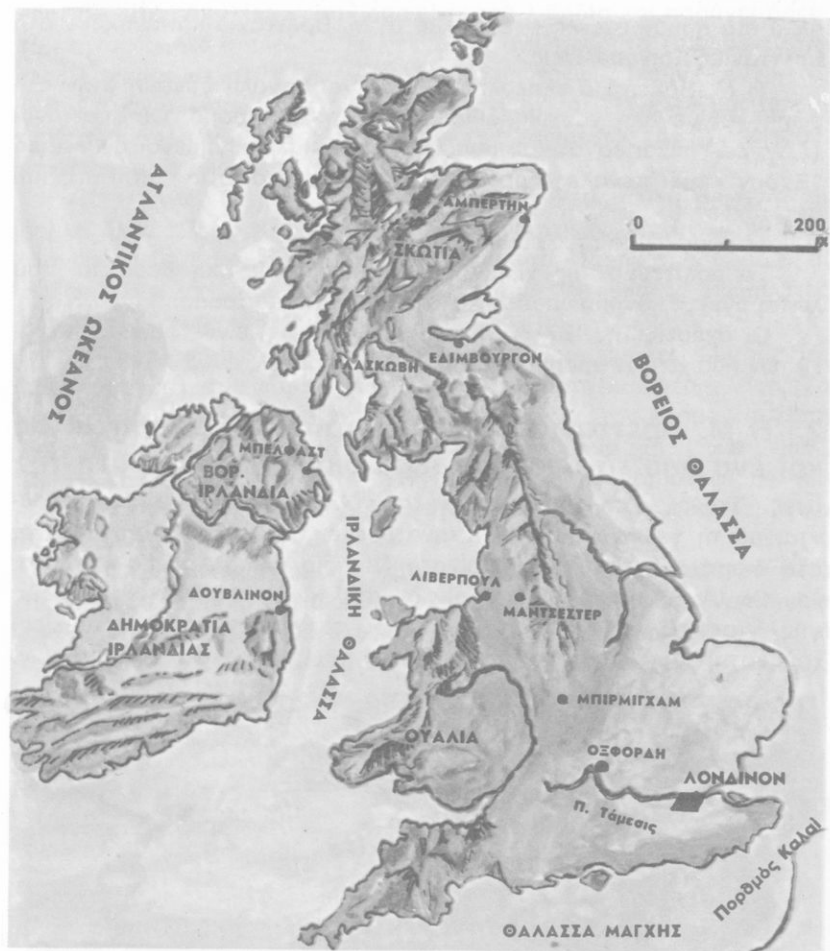 ΑΤΛΑΝΤΙΚΟΣ ΩΚΕΑΝΟΣ
ΑΜΠΕΡΤΗΝ
0 200
ΣΚΩΤΙΑ
ΓΛΑΣΚΩΒΗ
ΕΔΙΜΒΟΥΡΓΟΝ
ΒΟΡΕΙΟΣ ΘΑΛΑΣΣΑ
ΜΠΕΛΦΑΣΤ
ΒΟΡ.
ΙΡΛΑΝΔΙΑ
ΙΡΛΑΝΔΙΚΗ ΘΑΛΑΣΣΑ
ΔΟΥΒΛΙΝΟΝ
ΔΗΜΟΚΡΑΤΙΑ
ΙΡΛΑΝΔΙΑΣ
ΛΙΒΕΡΠΟΥΛ
ΜΑΝΤΣΕΣΤΕΡ
ΜΠΙΡΜΙΓΧΑΜ
ΟΥΑΛΙΑ
ΟΞΦΟΡΔΗ
ΛΟΝΔΙΝΟΝ
Π. Τάμεσις
Πορθμός Καλαί
ΘΑΛΑΣΣΑ ΜΑΓΧΗΣ